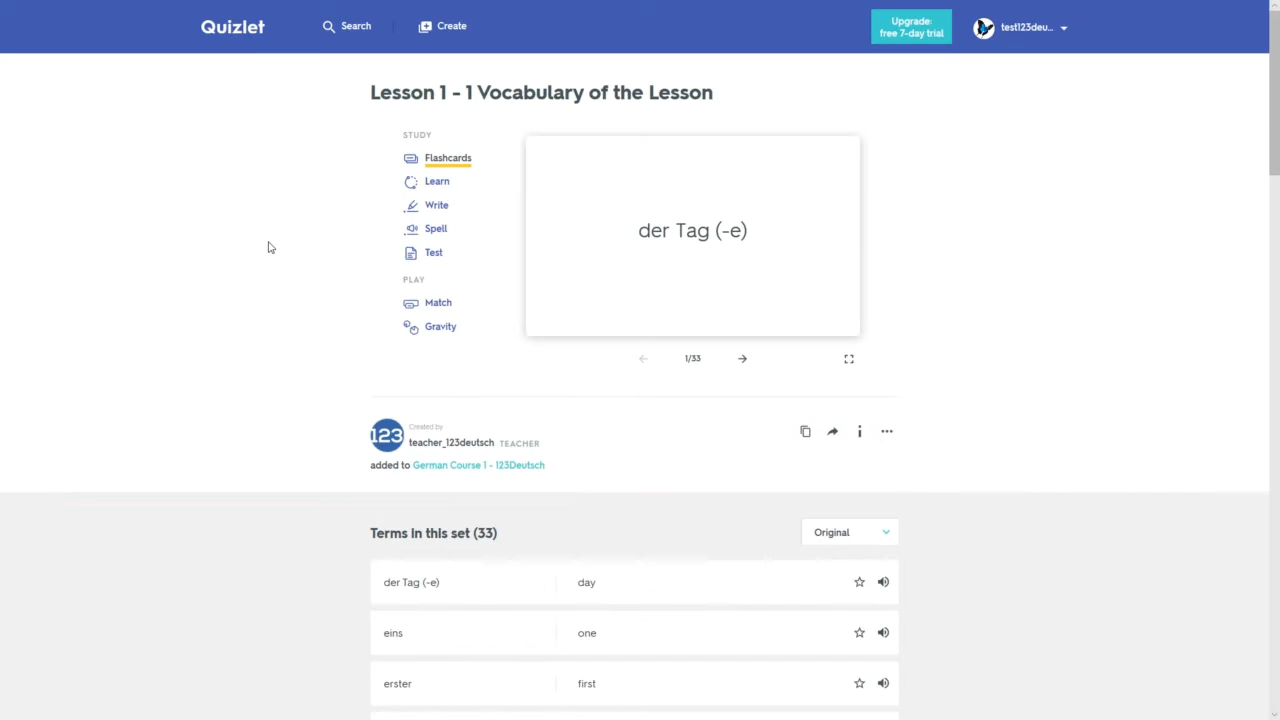 Quizlet
Search
Create
Upgrade:
free 7-day trial
test123deu...
Lesson 1 - 1 Vocabulary of the Lesson
STUDY
Flashcards
Learn
Write
Spell
Test
PLAY
Match
Gravity
der Tag (-e)
1/33
123
Created by
teacher_123deutsch TEACHER
added to German Course 1 - 123Deutsch
Terms in this set (33)
Original
der Tag (-e) day
eins one
erster first